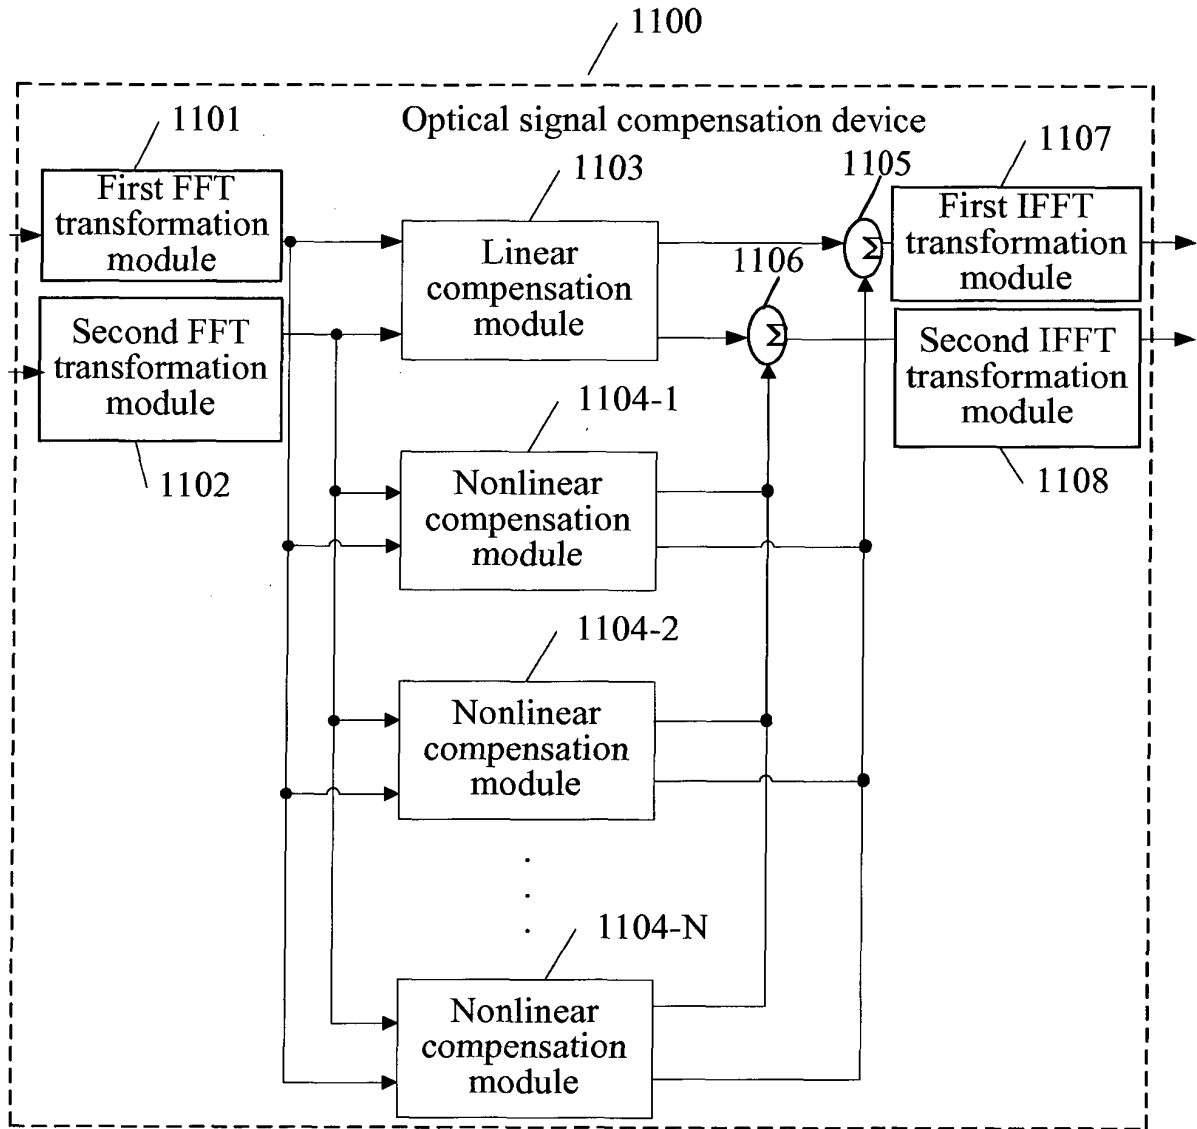 1100
Optical signal compensation device
1101
First FFT
transformation
module
1103
Linear
compensation
module
1105
1107
First IFFT
transformation
module
1106
Σ
Σ
Second FFT
transformation
module
1102
Second IFFT
transformation
module
1108
1104-1
Nonlinear
compensation
module
1104-2
Nonlinear
compensation
module
1104-N
Nonlinear
compensation
module